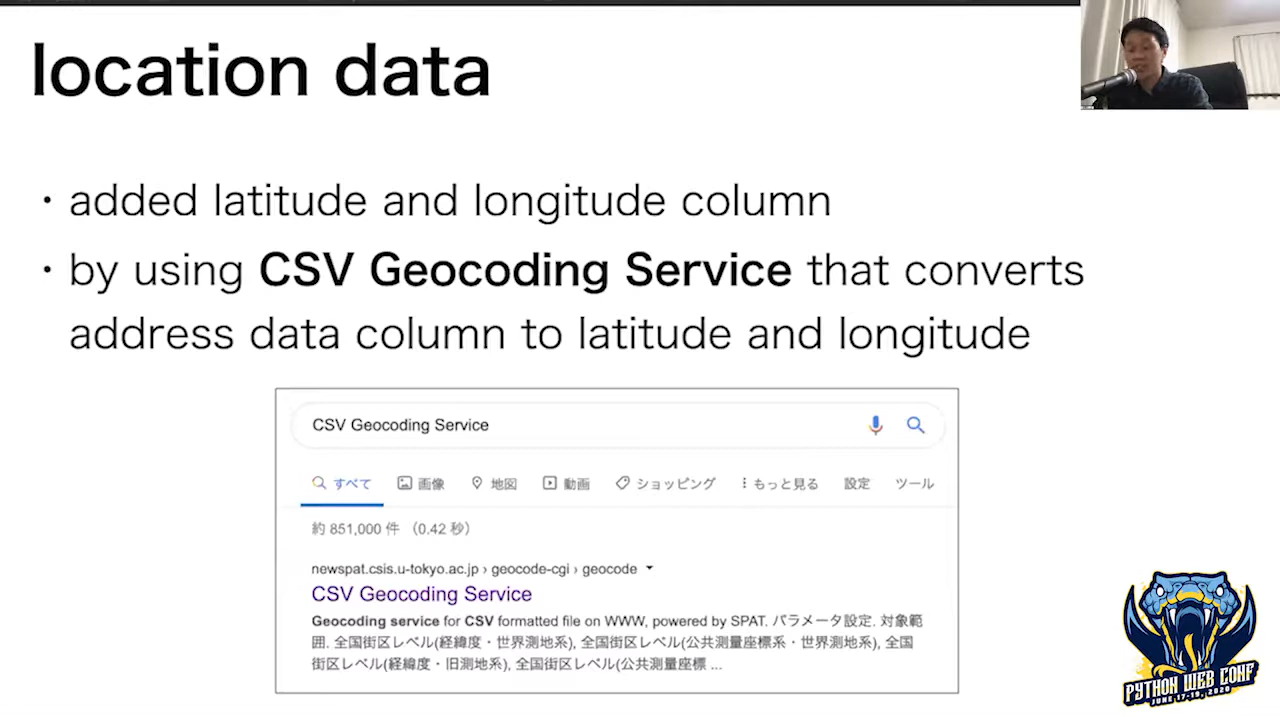 location data
・added latitude and longitude column
・by using CSV Geocoding Service that converts
address data column to latitude and longitude
CSV Geocoding Service
すべて 画像 地図 動画 ショッピング もっと見る 設定 ツール
約 851,000 件 （0.42 秒）
newspat.csis.u-tokyo.ac.jp › geocode-cgi › geocode
CSV Geocoding Service
Geocoding service for CSV formatted file on WWW, powered by SPAT. パラメータ設定. 対象範
囲. 全国街区レベル(経緯度・世界測地系), 全国街区レベル(公共測量座標系・世界測地系), 全国
街区レベル(経緯度・旧測地系), 全国街区レベル(公共測量座標 ...
PYTHON WEB CONF
JUNE 17-19, 2020